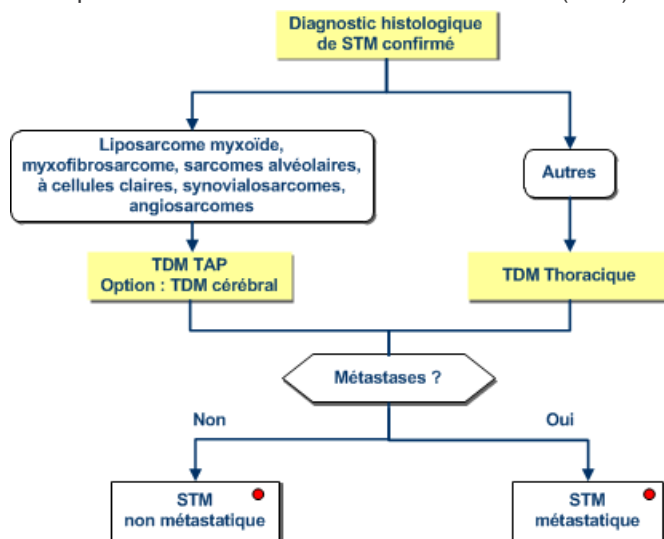 Diagnostic histologique
de STM confirmé
Liposarcome myxoïde,
myxofibrosarcome, sarcomes alvéolaires,
à cellules claires, synovialosarcomes,
angiosarcomes
Autres
TDM TAP
Option : TDM cérébral
TDM Thoracique
Métastases ?
Non
Oui
STM
non métastatique
STM
métastatique